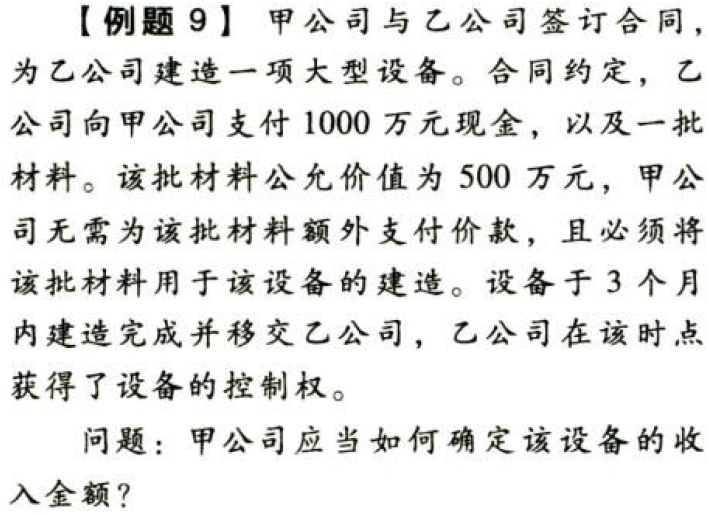 【例题 9】 甲公司与乙公司签订合同，
为乙公司建造一项大型设备。合同约定，乙
公司向甲公司支付 1000 万元现金，以及一批
材料。该批材料公允价值为 500 万元，甲公
司无需为该批材料额外支付价款，且必须将
该批材料用于该设备的建造。设备于 3 个月
内建造完成并移交乙公司，乙公司在该时点
获得了设备的控制权。
问题：甲公司应当如何确定该设备的收
入金额？